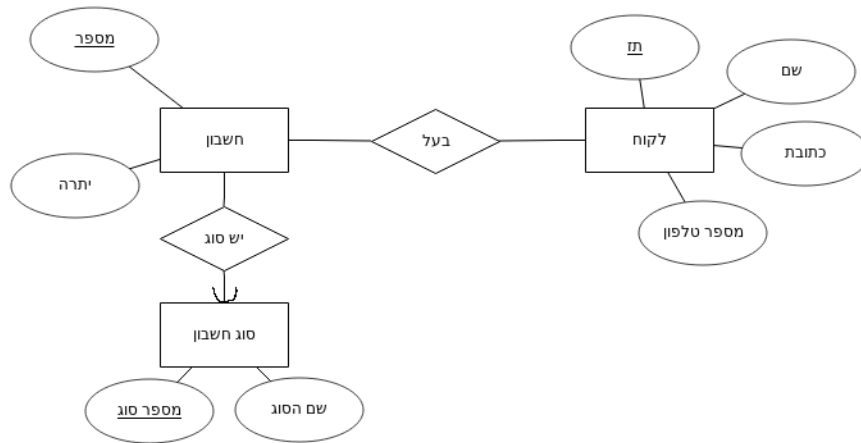 מספר
תז
שם
חשבון
בעל
לקוח
כתובת
יתרה
מספר טלפון
יש סוג
סוג חשבון
מספר סוג
שם הסוג